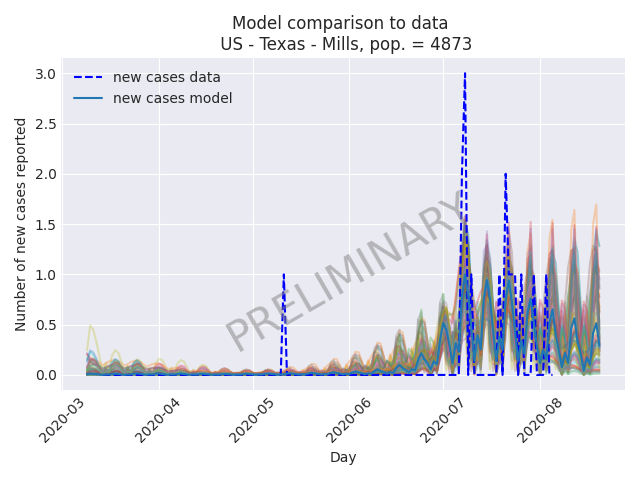 Model comparison to data
US - Texas - Mills, pop. = 4873
new cases data
new cases model
Number of new cases reported
3.0
2.5
2.0
1.5
1.0
0.5
0.0
PRELIMINARY
2020-03
2020-04
2020-05
2020-06
2020-07
2020-08
Day